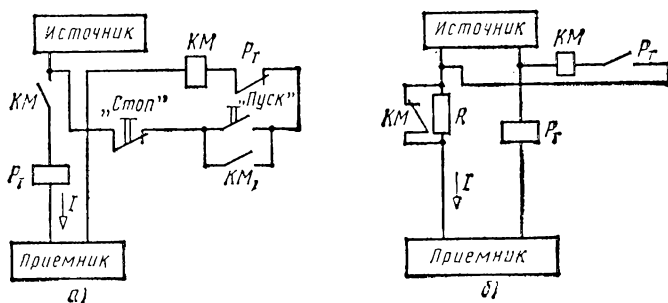 Источник
КМ
Рт
КМ
„Стоп"
„Пуск"
КМ₁
Рт
I
Приемник
а)
Источник
КМ
Рт
КМ
R
Рт
I
Приемник
б)